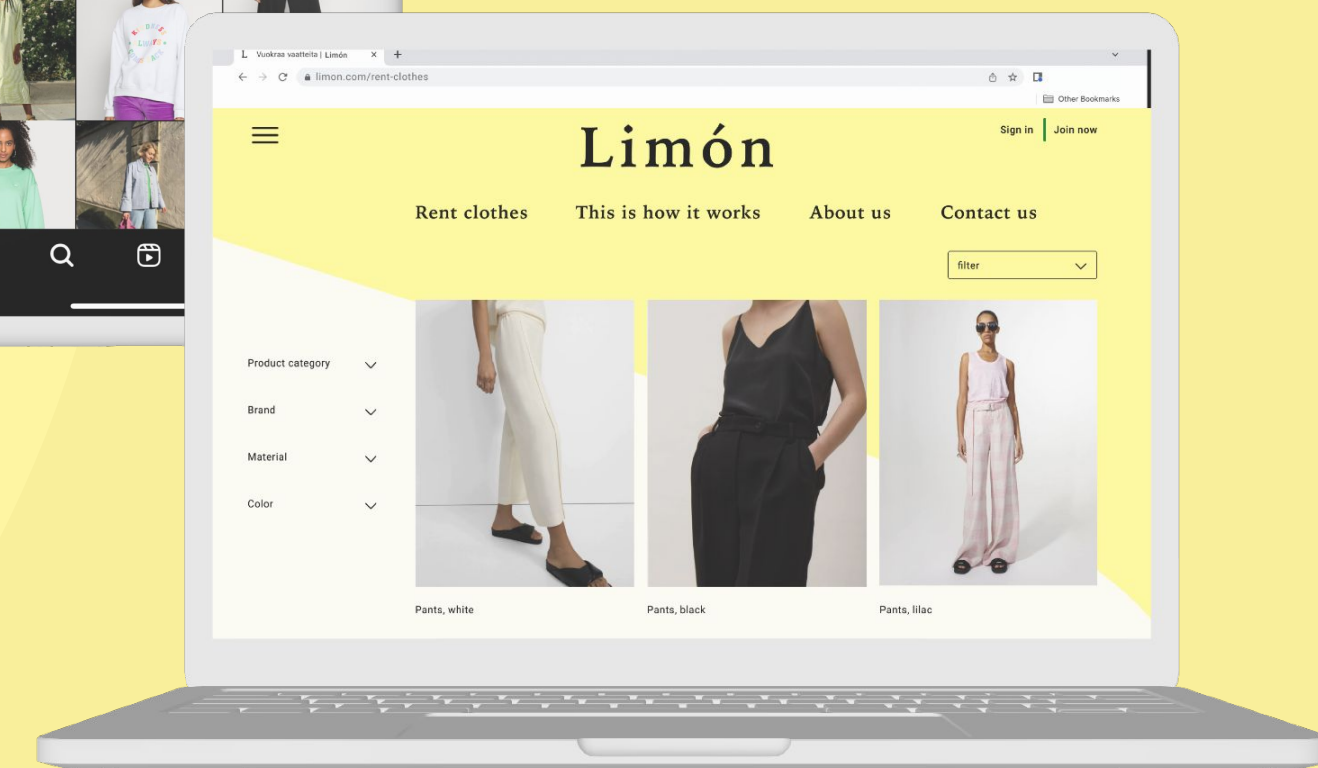 L Vuokraa vaatteita | Limón
limon.com/rent-clothes
Other Bookmarks
Limón
Sign in
Join now
Rent clothes
This is how it works
About us
Contact us
filter
Product category
Brand
Material
Color
Pants, white
Pants, black
Pants, lilac